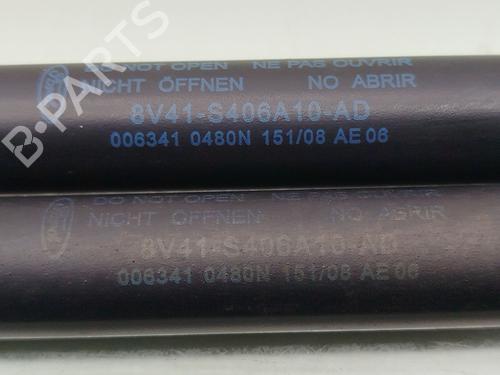 B-PARTS
DO NOT OPEN NE PAS OUVRIR
NICHT ÖFFNEN NO ABRIR
8V41-S406A10-AD
006341 0480N 151/08 AE 06
DO NOT OPEN NE PAS OUVRIR
NICHT ÖFFNEN NO ABRIR
8V41-S406A10-AD
006341 0480N 151/08 AE 06